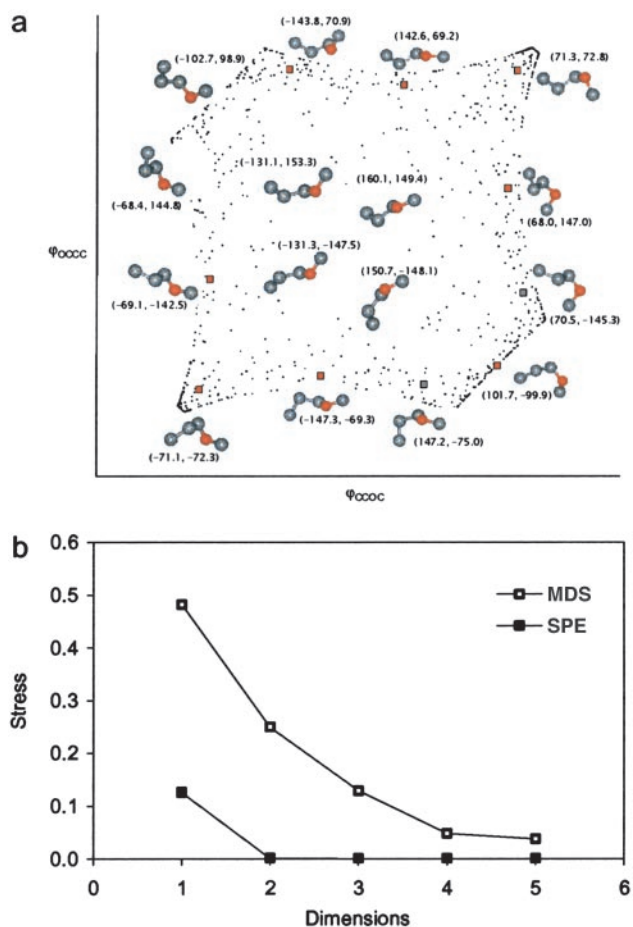 a
(-143.8, 70.9)
(142.6, 69.2)
(-102.7, 98.9)
(71.3, 72.8)
(-131.1, 153.3)
(160.1, 149.4)
(-68.4, 144.8)
(68.0, 147.0)
φOCCC
(-131.3, -147.5)
(150.7, -148.1)
(-69.1, -142.5)
(70.5, -145.3)
(101.7, -99.9)
(-147.3, -69.3)
(147.2, -75.0)
(-71.1, -72.3)
φCCOC
b
0.6
MDS
0.5
SPE
0.4
Stress
0.3
0.2
0.1
0.0
0 1 2 3 4 5 6
Dimensions